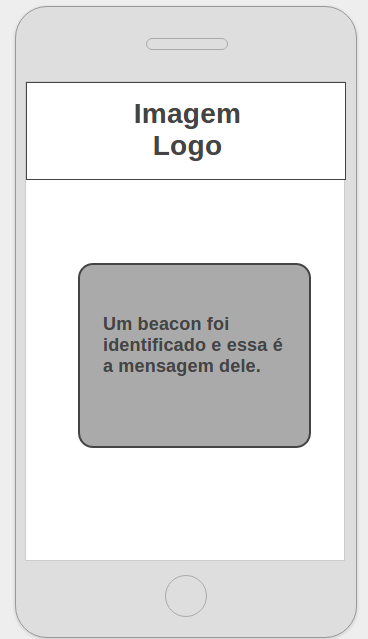 Imagem
Logo
Um beacon foi
identificado e essa é
a mensagem dele.